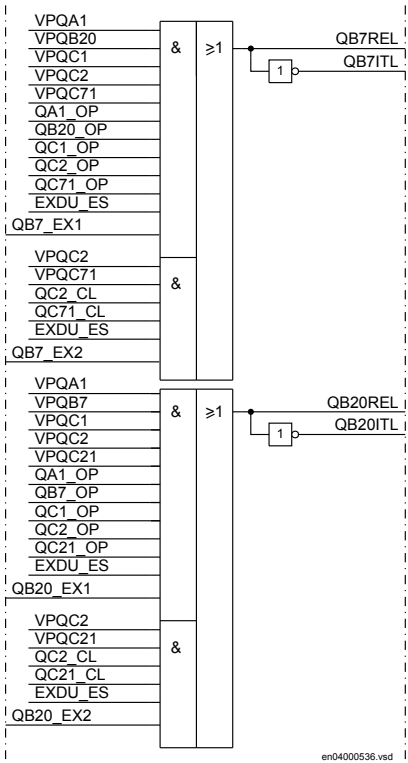 VPQA1
VPQB20
VPQC1
VPQC2
VPQC71
QA1_OP
QB20_OP
QC1_OP
QC2_OP
QC71_OP
EXDU_ES
QB7_EX1
& ≥1
QB7REL
QB7ITL
1
VPQC2
VPQC71
QC2_CL
QC71_CL
EXDU_ES
QB7_EX2
&
VPQA1
VPQB7
VPQC1
VPQC2
VPQC21
QA1_OP
QB7_OP
QC1_OP
QC2_OP
QC21_OP
EXDU_ES
QB20_EX1
& ≥1
QB20REL
QB20ITL
1
VPQC2
VPQC21
QC2_CL
QC21_CL
EXDU_ES
QB20_EX2
&
en04000536.vsd